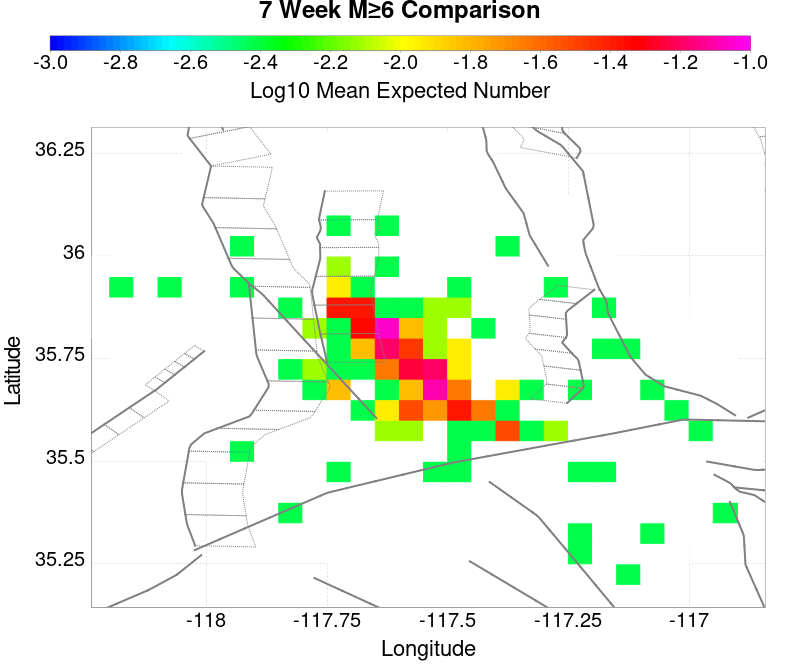 7 Week M≥6 Comparison
-3.0 -2.8 -2.6 -2.4 -2.2 -2.0 -1.8 -1.6 -1.4 -1.2 -1.0
Log10 Mean Expected Number
36.25
36
35.75
35.5
35.25
Latitude
-118 -117.75 -117.5 -117.25 -117
Longitude